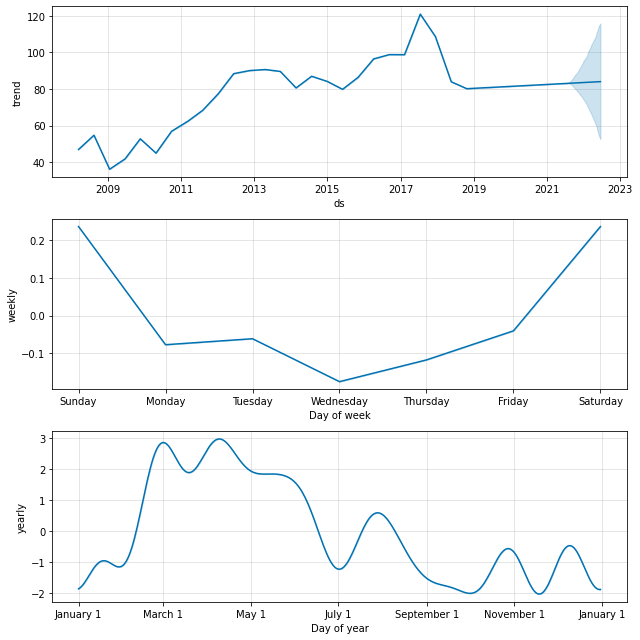 120
100
80
60
40
trend
2009 2011 2013 2015 2017 2019 2021 2023
ds
0.2
0.1
0.0
−0.1
weekly
Sunday Monday Tuesday Wednesday Thursday Friday Saturday
Day of week
3
2
1
0
−1
−2
yearly
January 1 March 1 May 1 July 1 September 1 November 1 January 1
Day of year